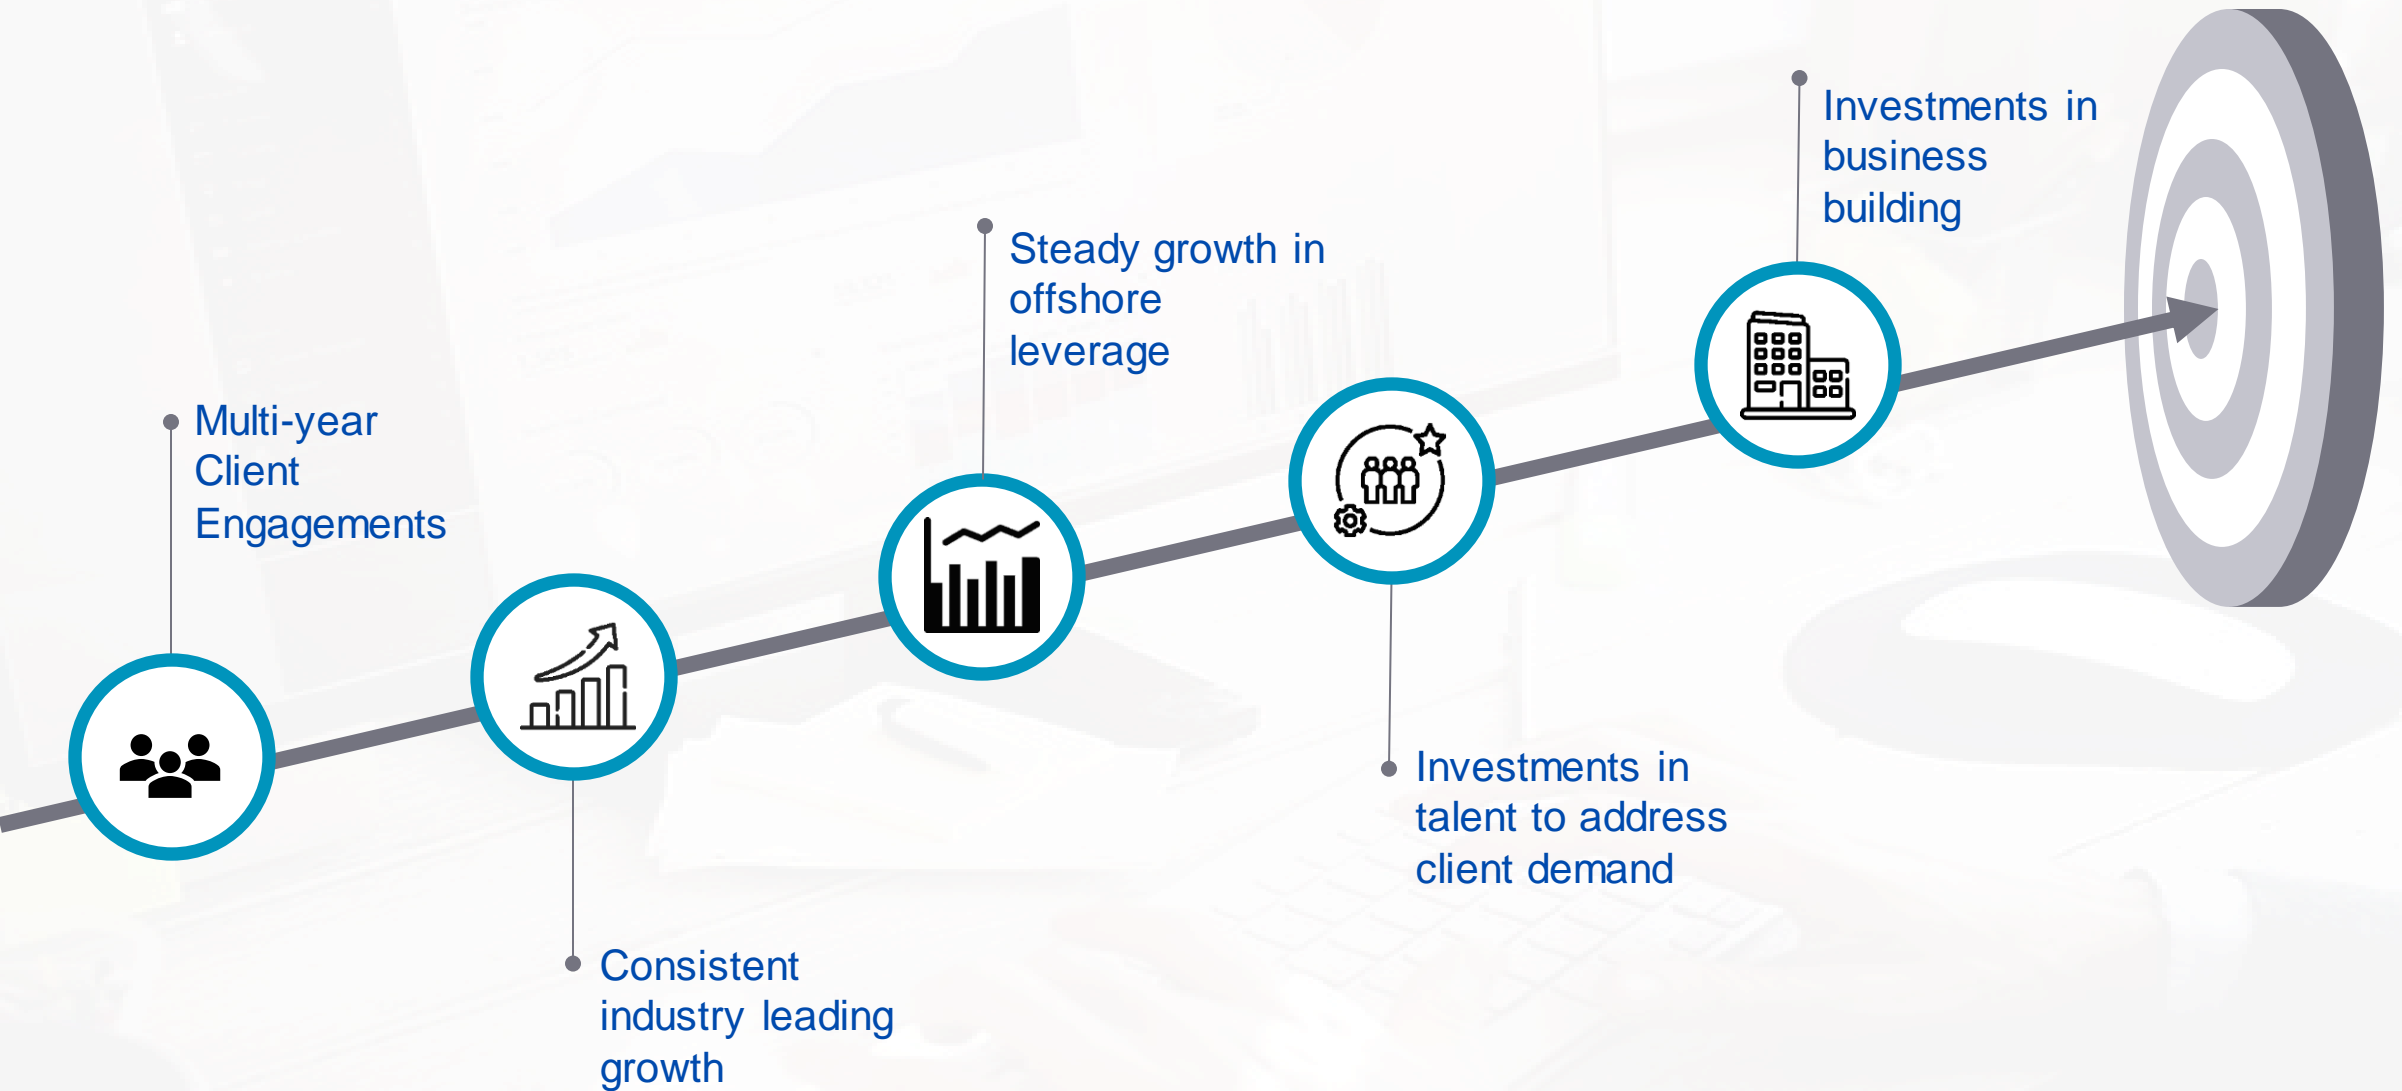 Multi-year
Client
Engagements
Consistent
industry leading
growth
Steady growth in
offshore
leverage
Investments in
talent to address
client demand
Investments in
business
building